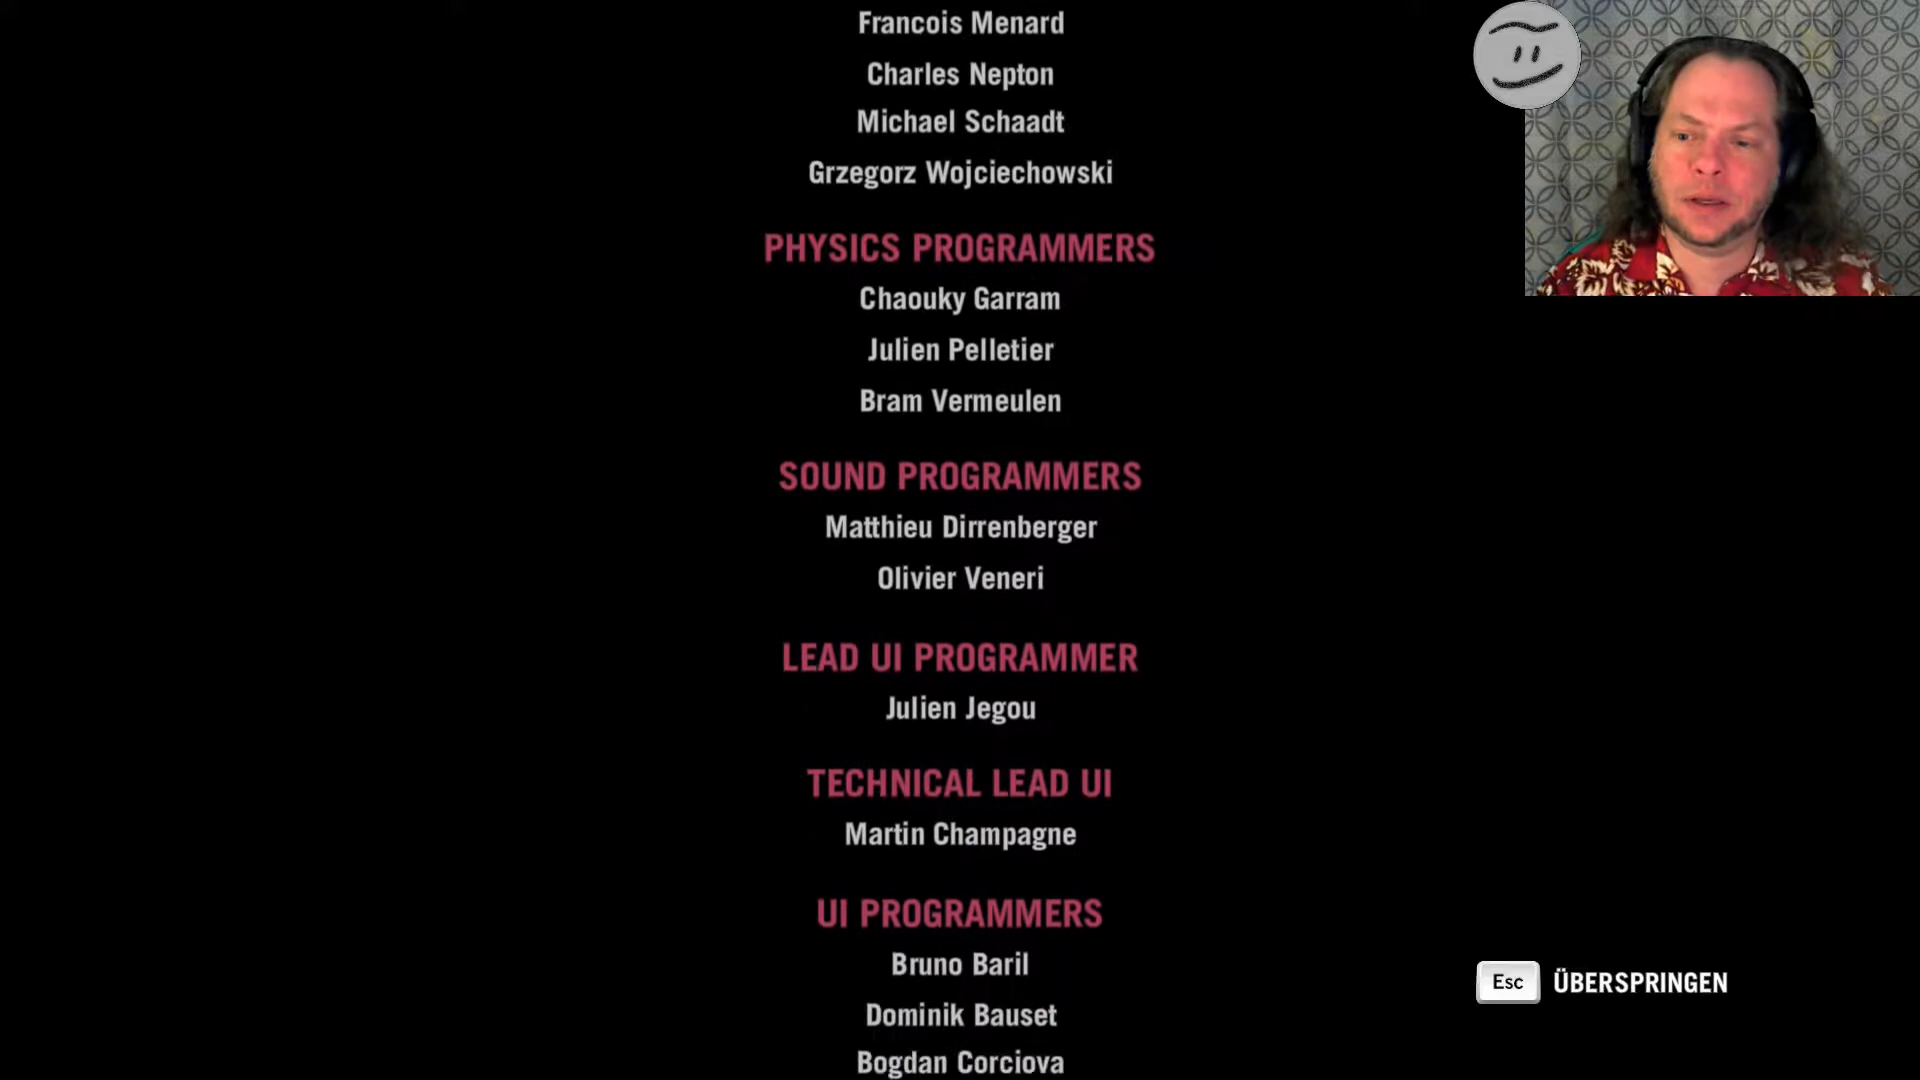 Francois Menard
Charles Nepton
Michael Schaadt
Grzegorz Wojciechowski
PHYSICS PROGRAMMERS
Chaouky Garram
Julien Pelletier
Bram Vermeulen
SOUND PROGRAMMERS
Matthieu Dirrenberger
Olivier Veneri
LEAD UI PROGRAMMER
Julien Jegou
TECHNICAL LEAD UI
Martin Champagne
UI PROGRAMMERS
Bruno Baril
Dominik Bauset
Bogdan Corciova
Esc ÜBERSPRINGEN